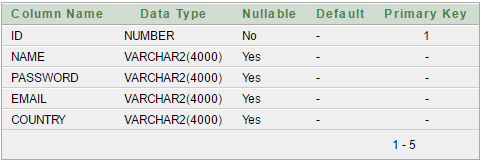 Column Name Data Type Nullable Default Primary Key
ID NUMBER No - 1
NAME VARCHAR2(4000) Yes - -
PASSWORD VARCHAR2(4000) Yes - -
EMAIL VARCHAR2(4000) Yes - -
COUNTRY VARCHAR2(4000) Yes - -
1 - 5